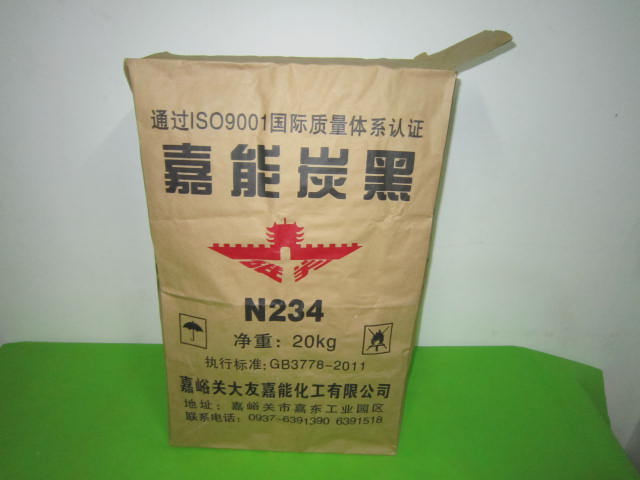 通过ISO9001国际质量体系认证
嘉能炭黑
N234
净重：20kg
执行标准：GB3778-2011
嘉峪关大友嘉能化工有限公司
地址：嘉峪关市嘉东工业园区
联系电话：0937-6391390 6391518